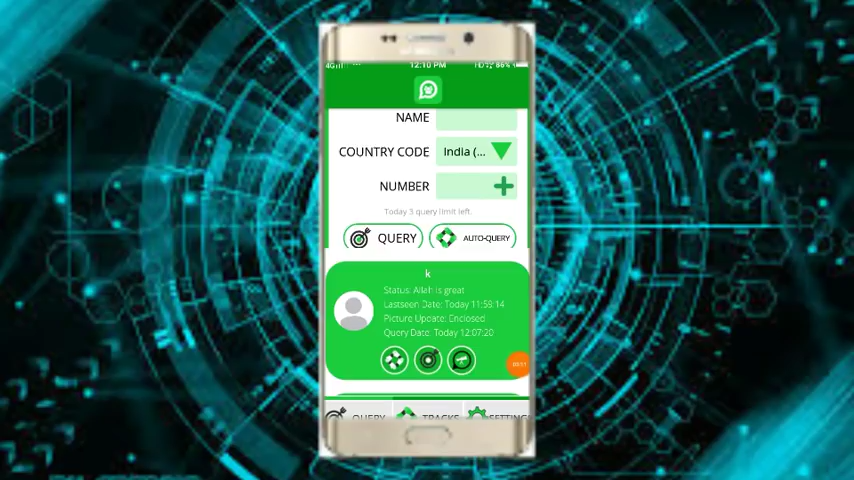 12:10 PM
86%
NAME
COUNTRY CODE
India (...
NUMBER
Today 3 query limit left.
QUERY
AUTO-QUERY
k
Status: Allah is great
Lastseen Date: Today 11:58:14
Picture Update: Enclosed
Query Date: Today 12:07:20
QUERY
TRACKS
SETTING